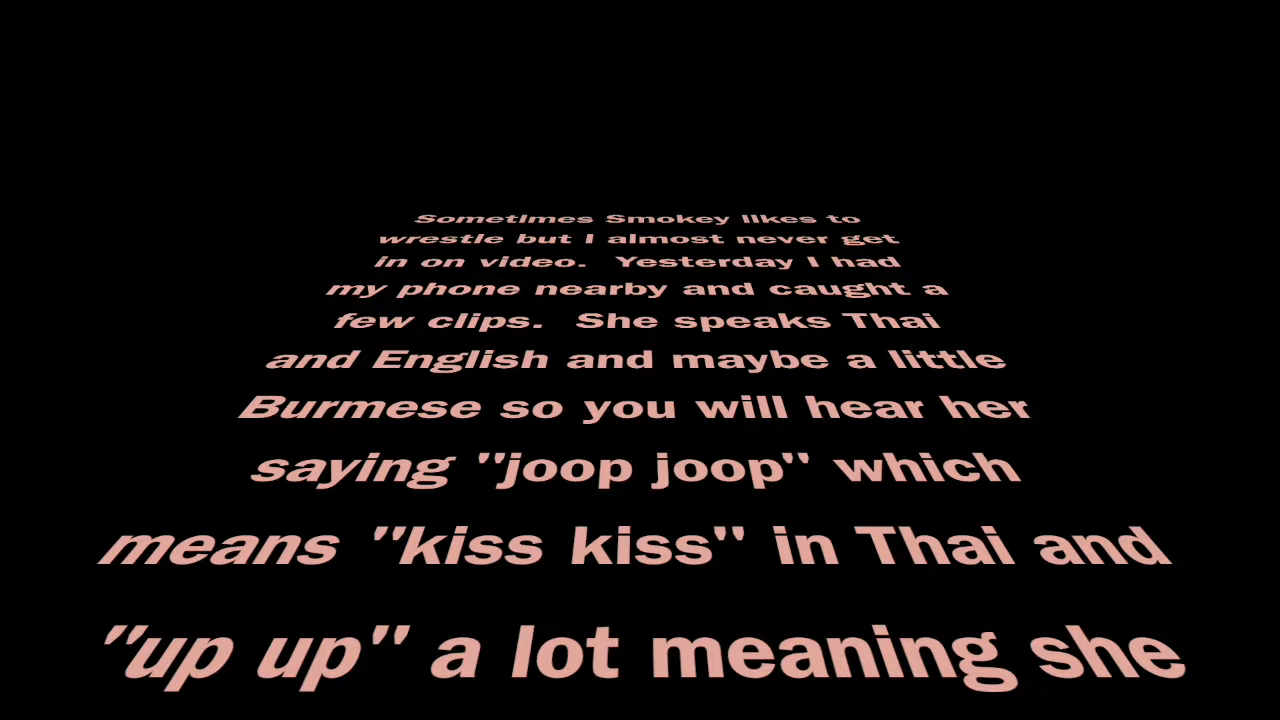 Sometimes Smokey likes to
wrestle but I almost never get
in on video.  Yesterday I had
my phone nearby and caught a
few clips.  She speaks Thai
and English and maybe a little
Burmese so you will hear her
saying "joop joop" which
means "kiss kiss" in Thai and
"up up" a lot meaning she